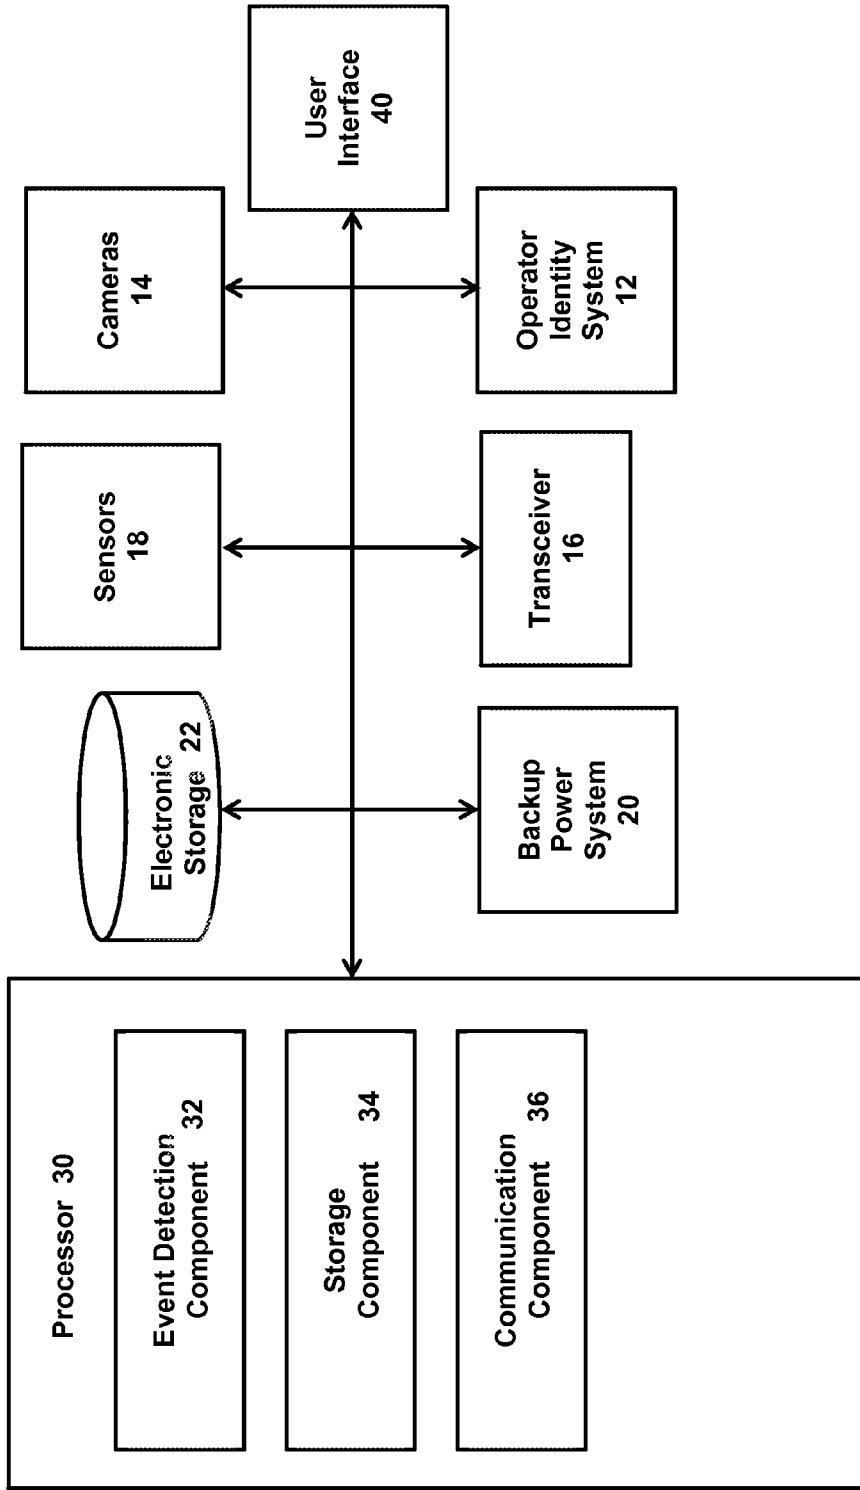 Processor 30
Event Detection
Component 32
Storage
Component 34
Communication
Component 36
Electronic
Storage 22
Sensors
18
Cameras
14
User
Interface
40
Backup
Power
System
20
Transceiver
16
Operator
Identity
System
12